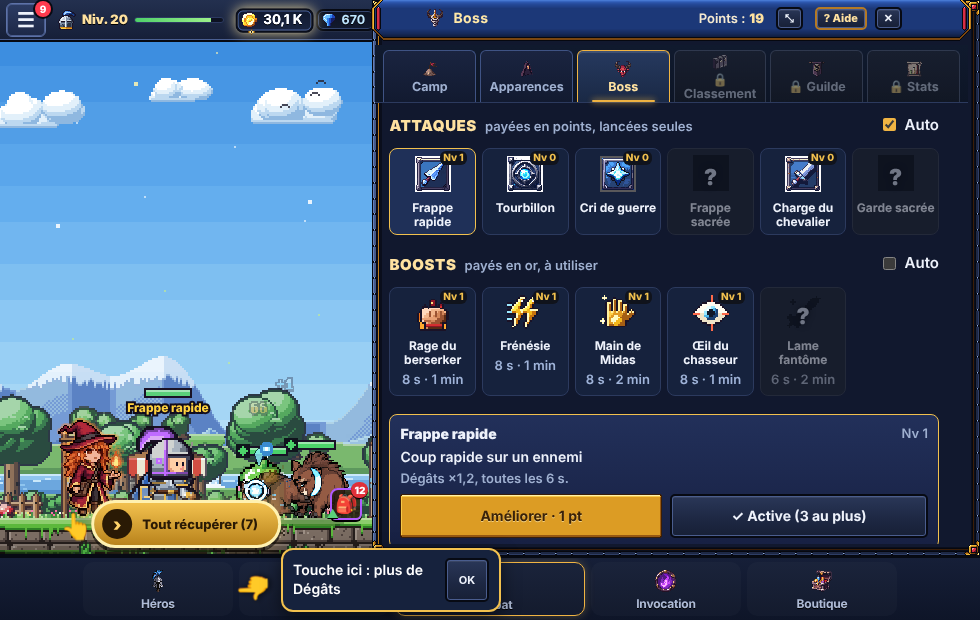 9
Niv. 20
30,1 K
670
Boss
Points : 19
? Aide
Camp
Apparences
Boss
Classement
Guilde
Stats
ATTAQUES payées en points, lancées seules
Auto
Nv 1
Nv 0
Nv 0
?
Nv 0
?
Frappe rapide
Tourbillon
Cri de guerre
Frappe sacrée
Charge du chevalier
Garde sacrée
BOOSTS payés en or, à utiliser
Auto
Nv 1
Nv 1
Nv 1
Nv 1
?
Rage du berserker
Frénésie
Main de Midas
Œil du chasseur
Lame fantôme
8 s · 1 min
8 s · 1 min
8 s · 2 min
8 s · 1 min
6 s · 2 min
+1
66
Frappe rapide
12
Tout récupérer (7)
Frappe rapide
Nv 1
Coup rapide sur un ennemi
Dégâts ×1,2, toutes les 6 s.
Améliorer · 1 pt
✓ Active (3 au plus)
Touche ici : plus de
Dégâts
OK
Héros
Invocation
Boutique